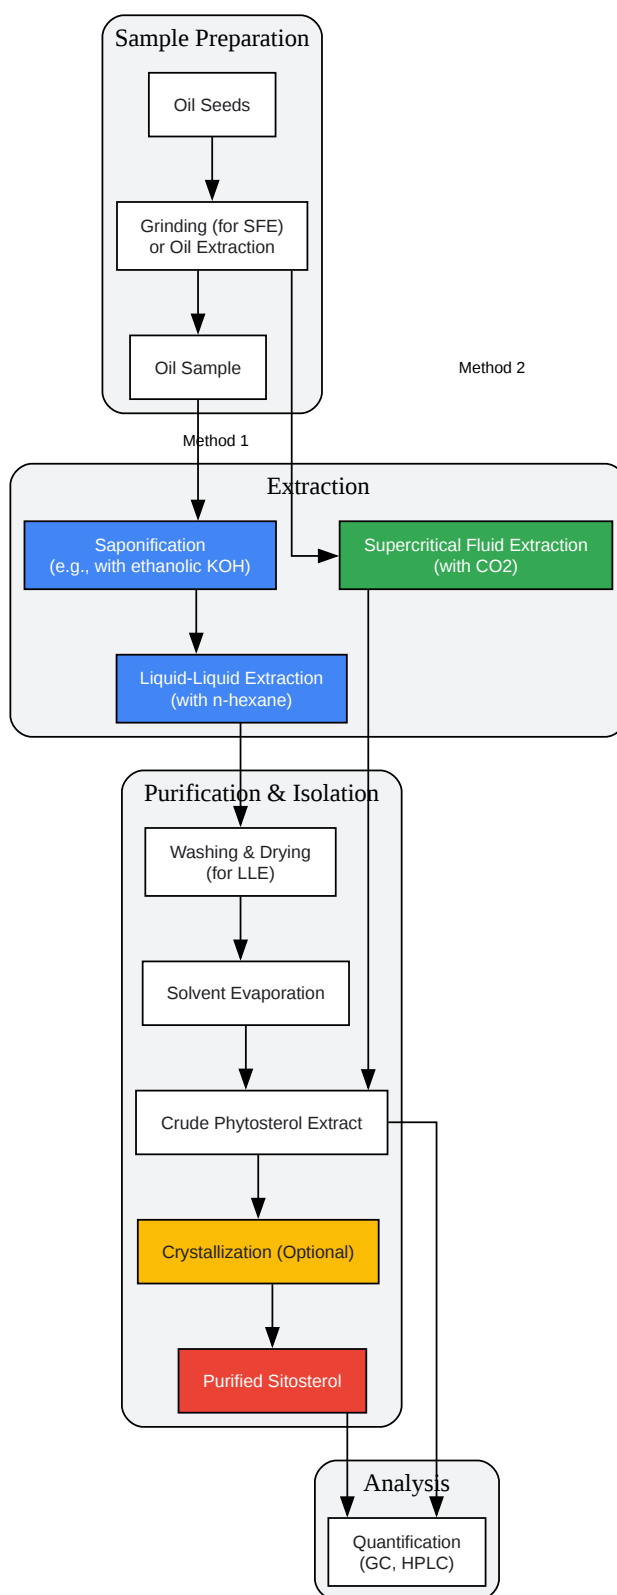 Sample Preparation
Oil Seeds
Grinding (for SFE)
or Oil Extraction
Oil Sample
Method 2
Method 1
Extraction
Saponification
(e.g., with ethanolic KOH)
Supercritical Fluid Extraction
(with CO2)
Liquid-Liquid Extraction
(with n-hexane)
Purification & Isolation
Washing & Drying
(for LLE)
Solvent Evaporation
Crude Phytosterol Extract
Crystallization (Optional)
Purified Sitosterol
Analysis
Quantification
(GC, HPLC)